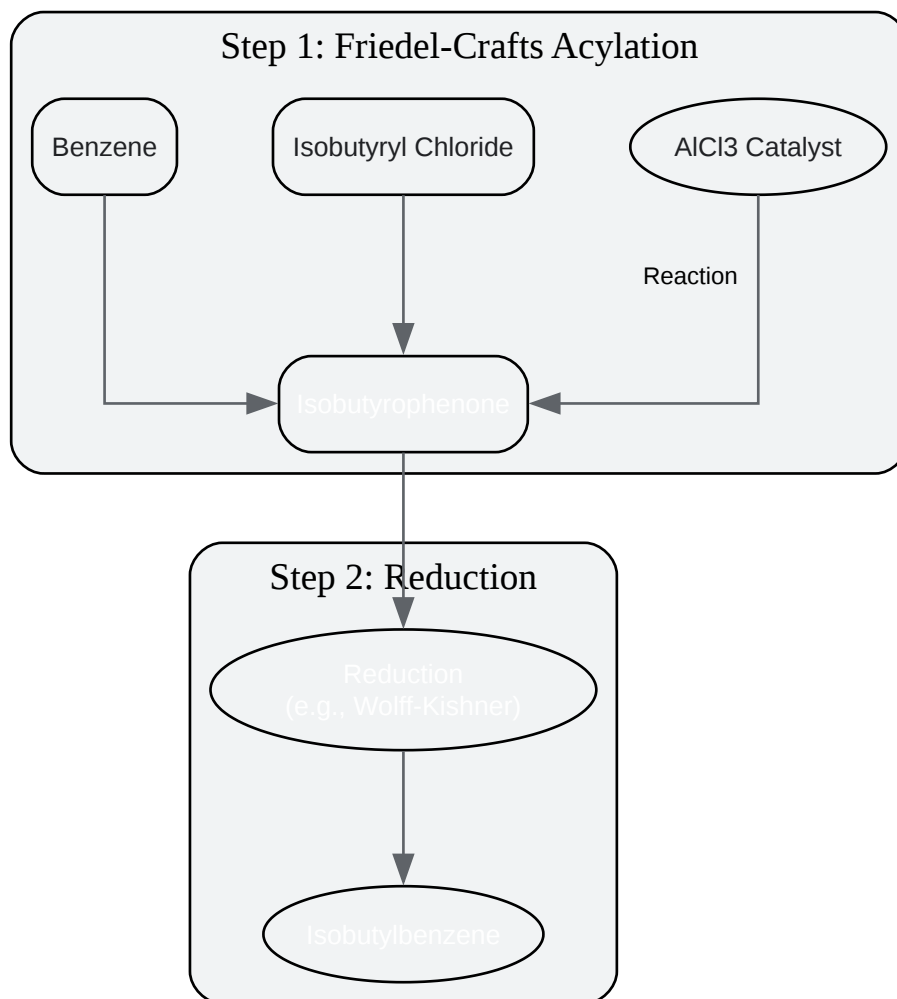 Step 1: Friedel-Crafts Acylation
Benzene
Isobutyryl Chloride
AlCl3 Catalyst
Reaction
Isobutyrophenone
Step 2: Reduction
Reduction
(e.g., Wolff-Kishner)
Isobutylbenzene